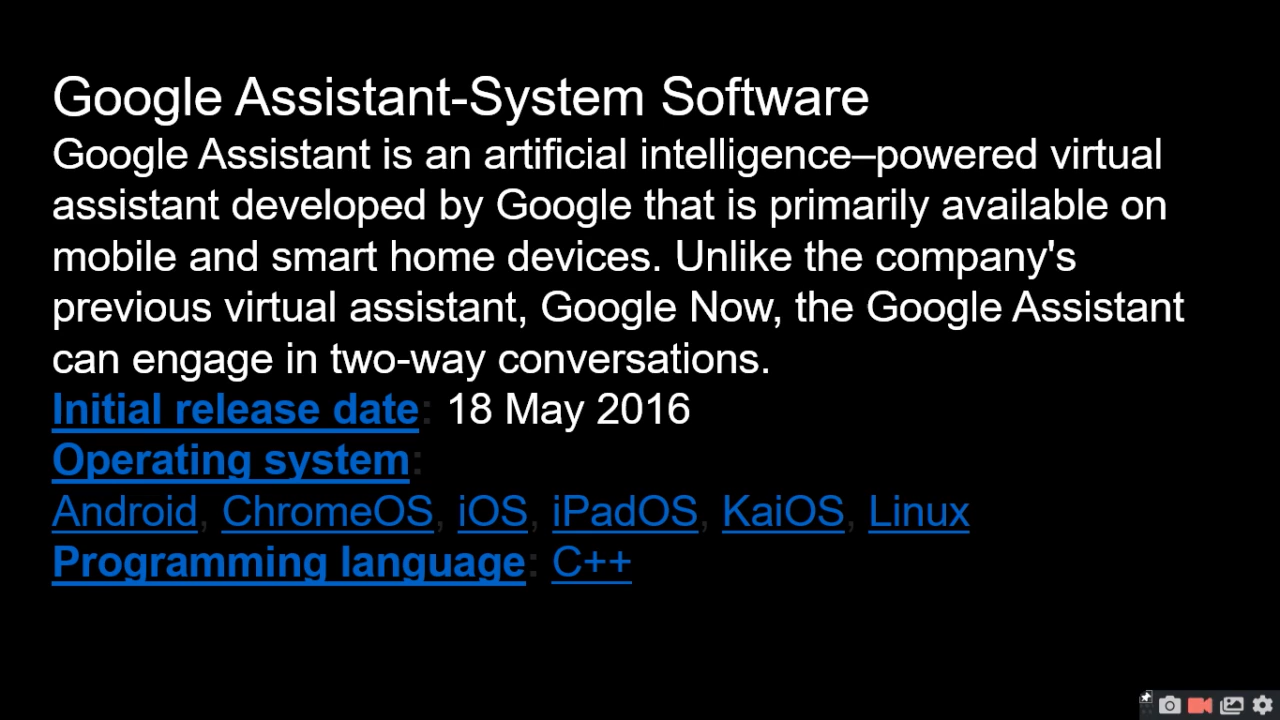 Google Assistant-System Software
Google Assistant is an artificial intelligence–powered virtual
assistant developed by Google that is primarily available on
mobile and smart home devices. Unlike the company's
previous virtual assistant, Google Now, the Google Assistant
can engage in two-way conversations.
Initial release date: 18 May 2016
Operating system:
Android, ChromeOS, iOS, iPadOS, KaiOS, Linux
Programming language: C++